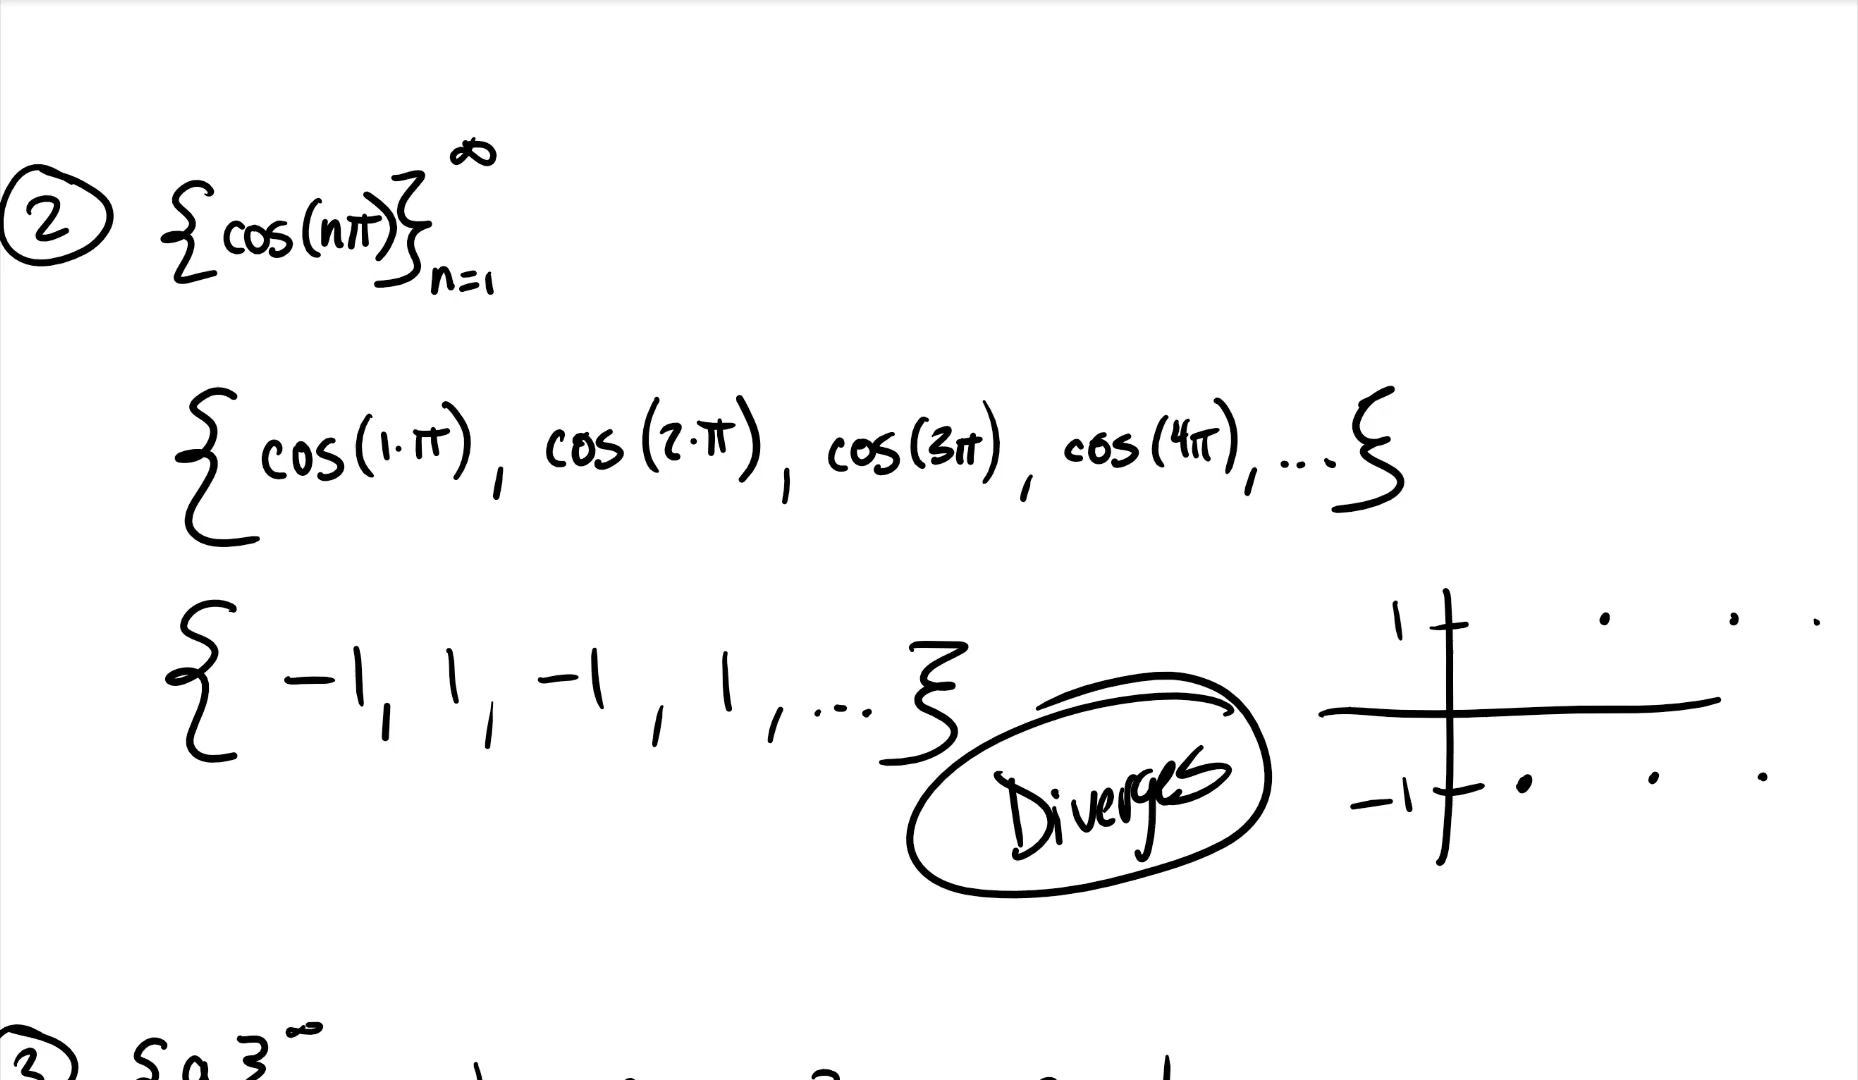 ② {cos(nπ)}_{n=1}^{∞}
{cos(1·π), cos(2·π), cos(3π), cos(4π), ...}
{-1, 1, -1, 1, ...}
Diverges
1
-1
③ {a }^{∞}